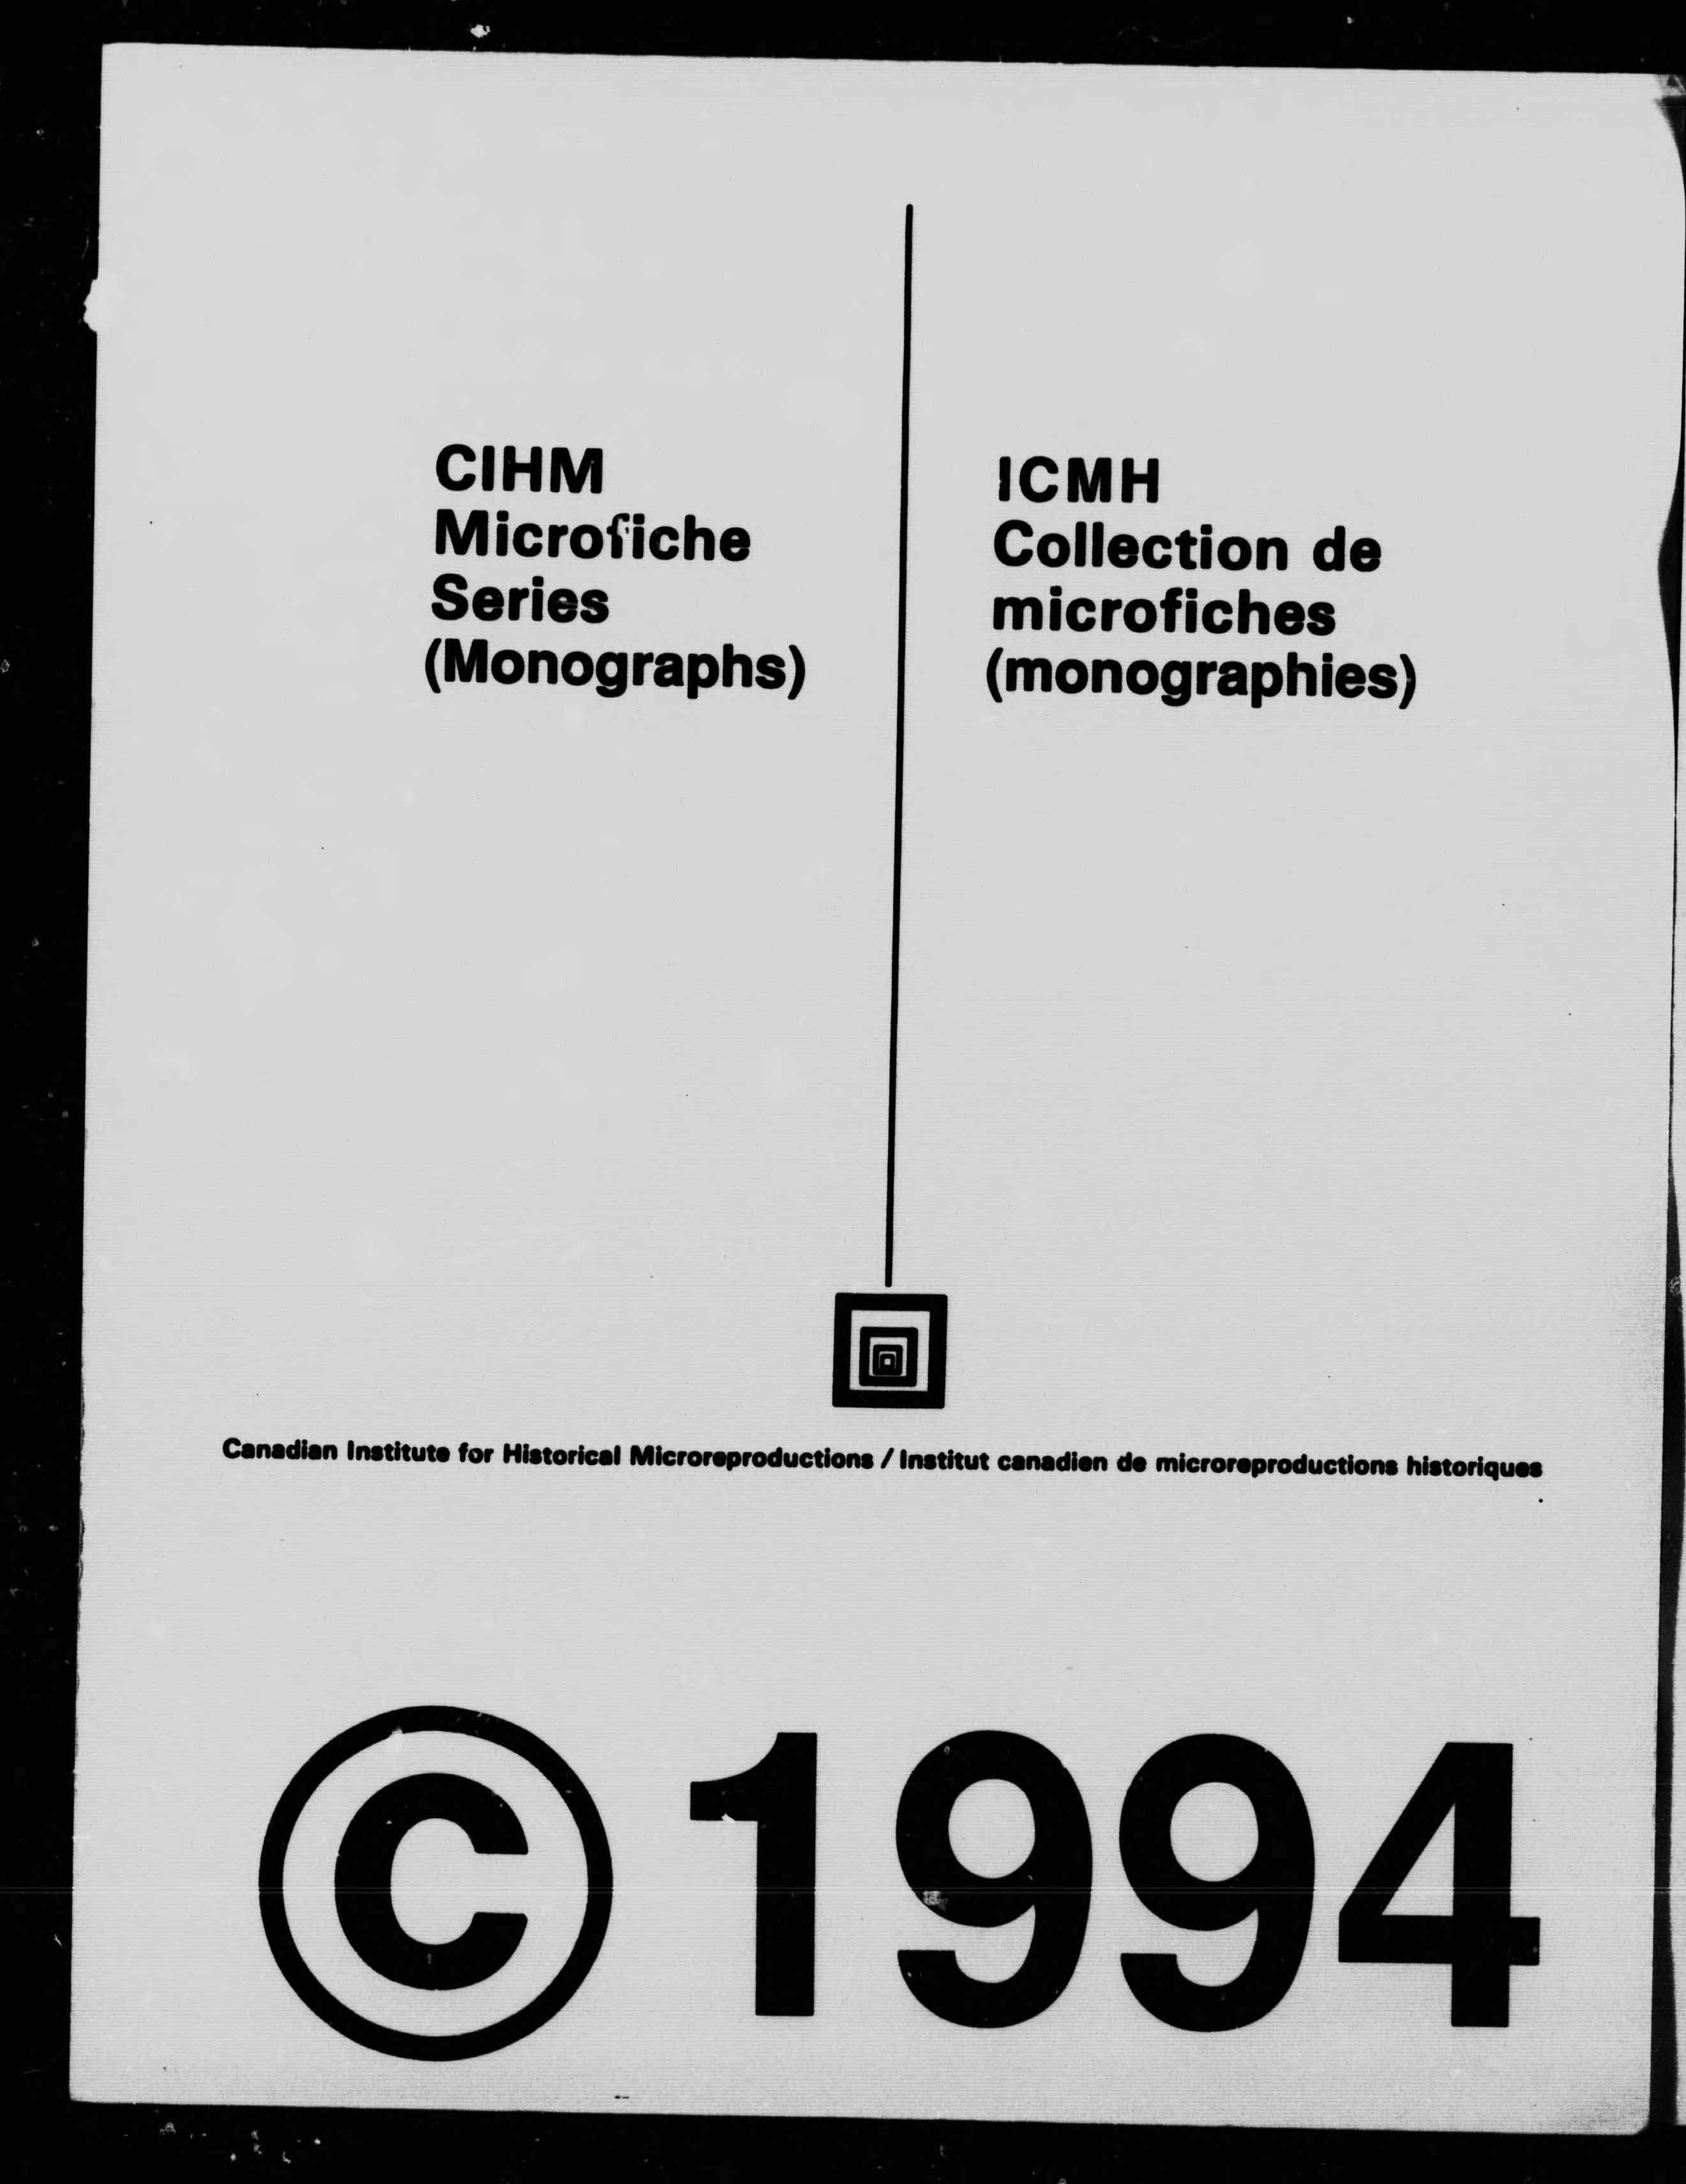 CIHM
Microfiche
Series
(Monographs)
ICMH
Collection de
microfiches
(monographies)
Canadian Institute for Historical Microreproductions / Institut canadien de microreproductions historiques
© 1994